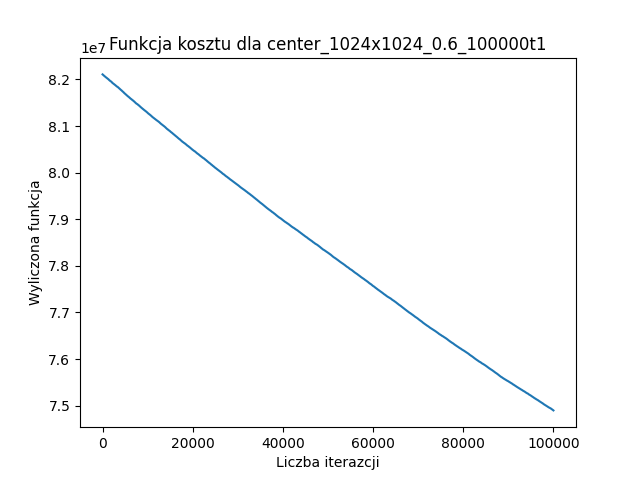 Funkcja kosztu dla center_1024x1024_0.6_100000t1
1e7
8.2
8.1
8.0
7.9
7.8
7.7
7.6
7.5
Wyliczona funkcja
0 20000 40000 60000 80000 100000
Liczba iterazcji